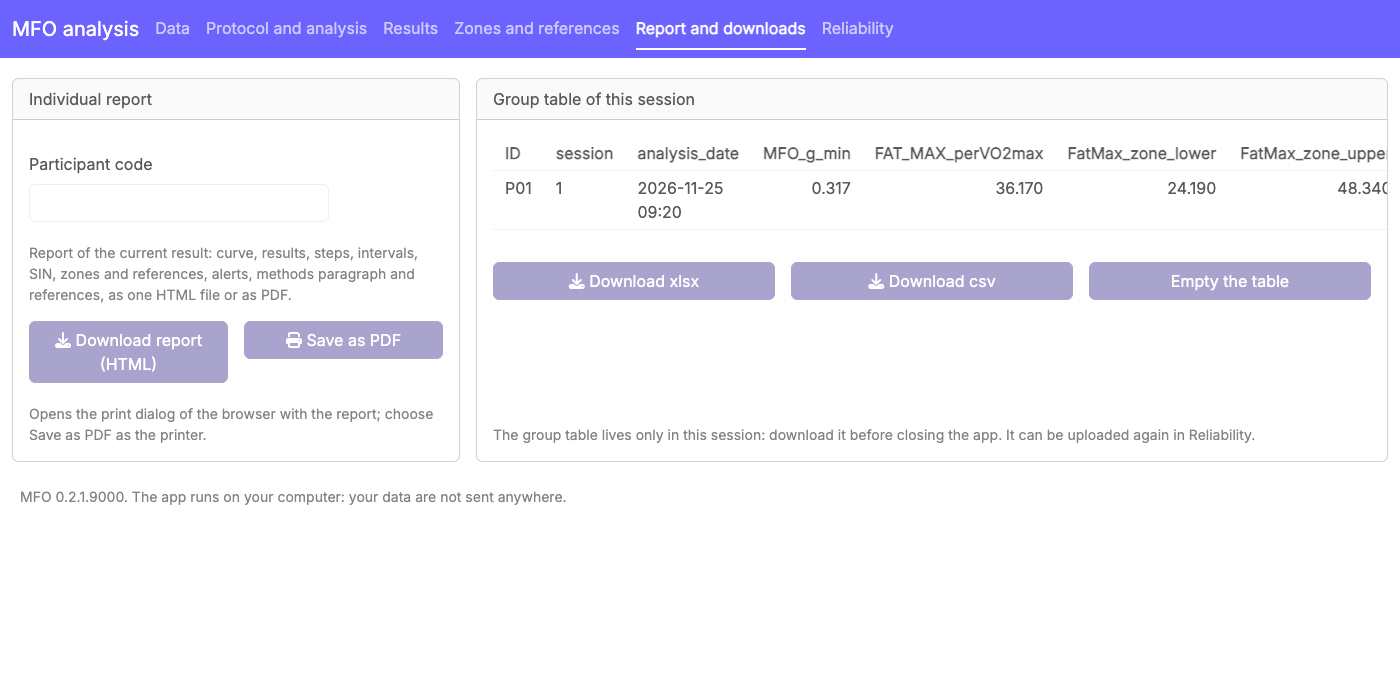 MFO analysis Data Protocol and analysis Results Zones and references Report and downloads Reliability
Individual report
Participant code
Report of the current result: curve, results, steps, intervals,
SIN, zones and references, alerts, methods paragraph and
references, as one HTML file or as PDF.
Download report
(HTML)
Save as PDF
Opens the print dialog of the browser with the report; choose
Save as PDF as the printer.
Group table of this session
ID session analysis_date MFO_g_min FAT_MAX_perVO2max FatMax_zone_lower FatMax_zone_upper
P01 1 2026-11-25 0.317 36.170 24.190 48.340
09:20
Download xlsx Download csv Empty the table
The group table lives only in this session: download it before closing the app. It can be uploaded again in Reliability.
MFO 0.2.1.9000. The app runs on your computer: your data are not sent anywhere.